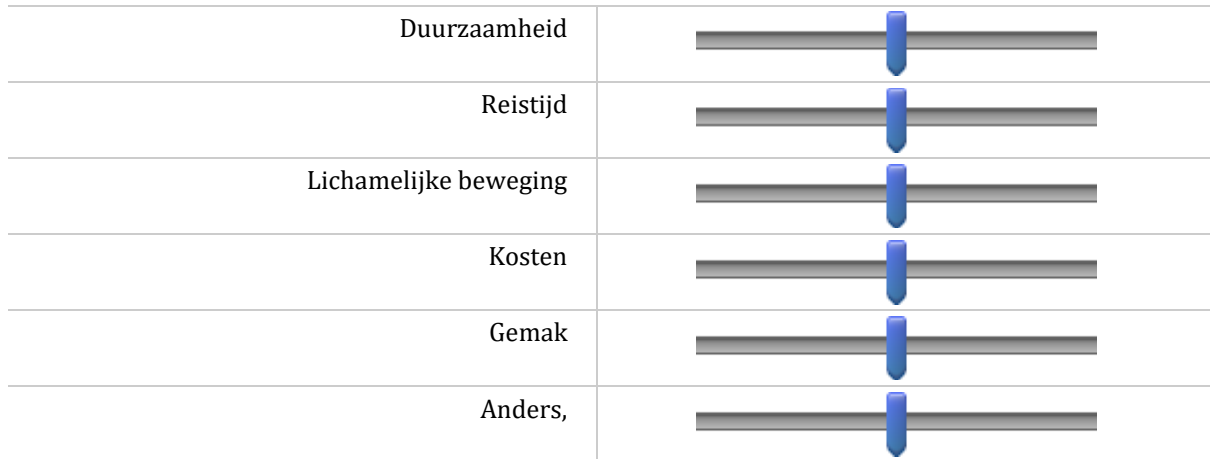 Duurzaamheid
Reistijd
Lichamelijke beweging
Kosten
Gemak
Anders,